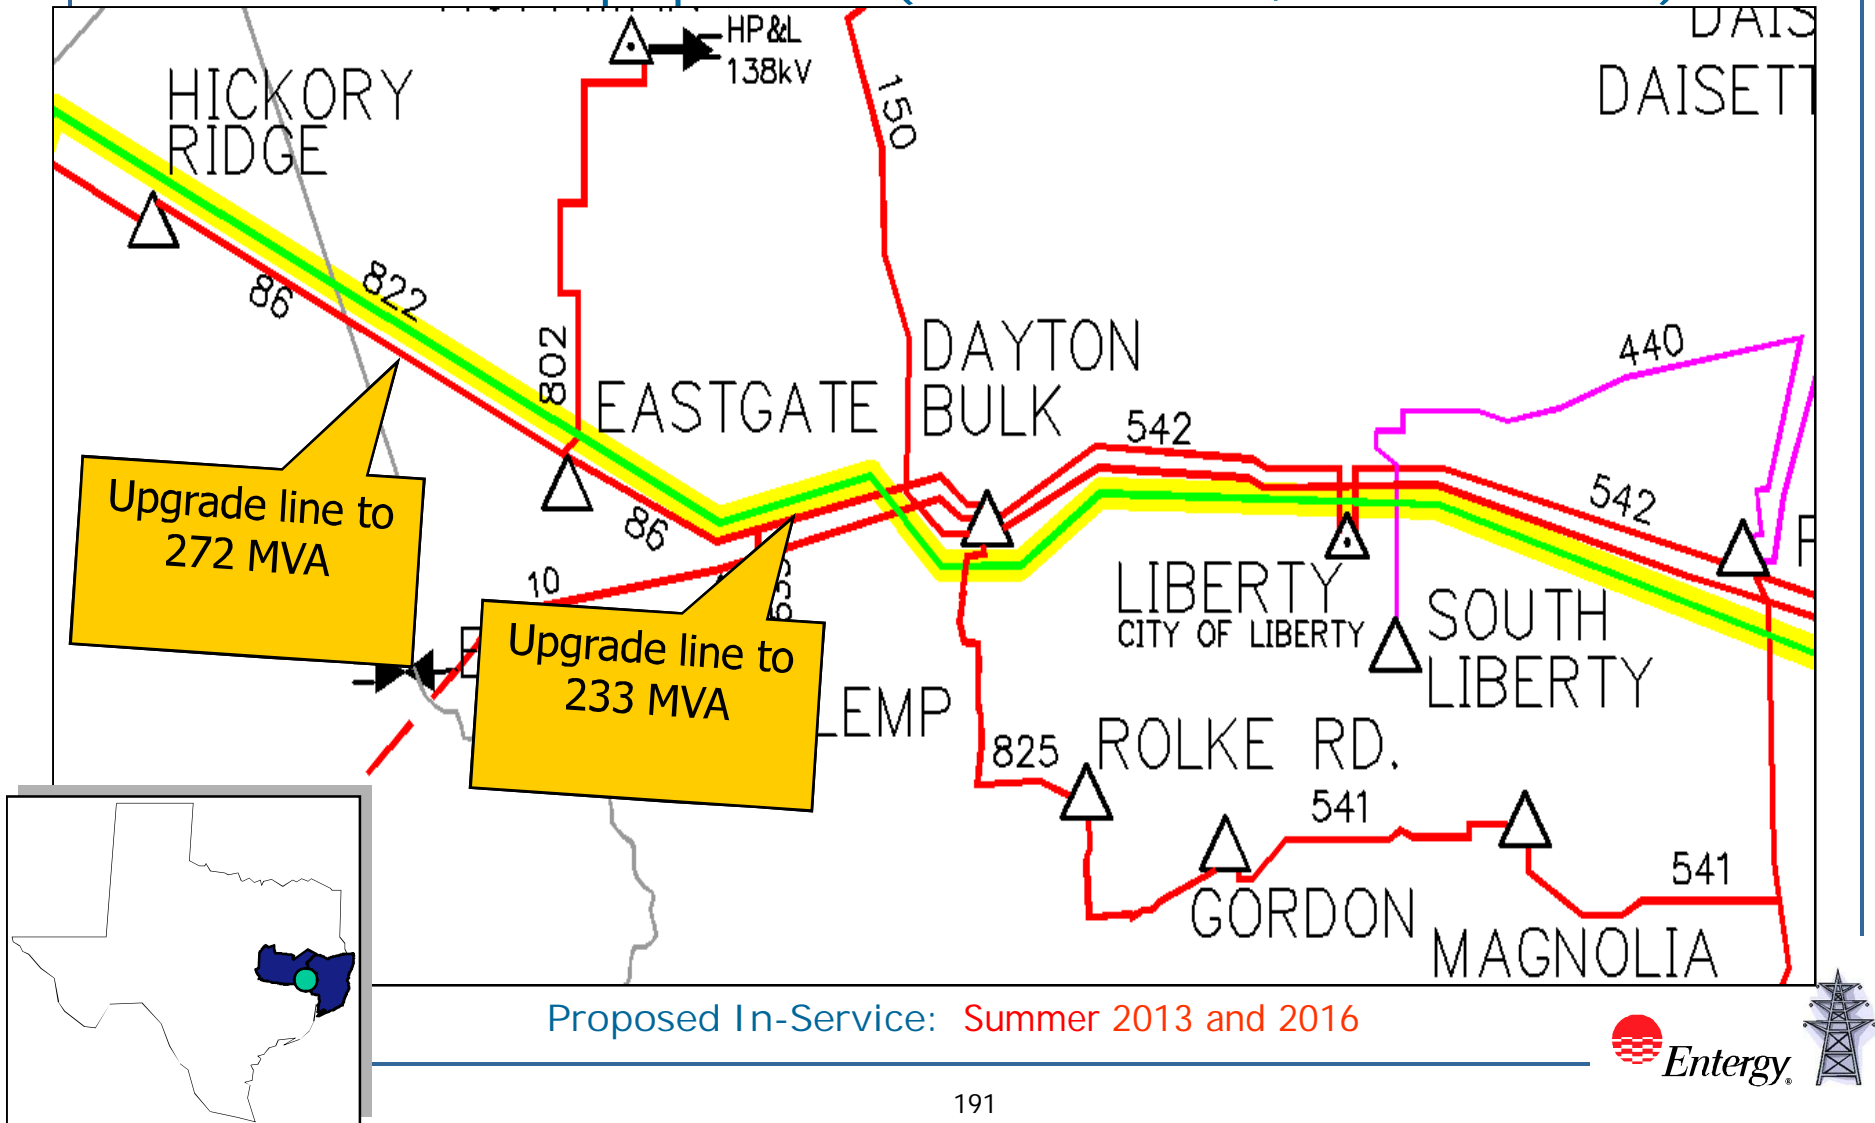 HP&L
138kV
HICKORY
RIDGE
150
DAIS
DAISETT
86
822
802
EASTGATE
DAYTON
BULK
542
440
542
86
10
Upgrade line to
272 MVA
Upgrade line to
233 MVA
LIBERTY
CITY OF LIBERTY
SOUTH
LIBERTY
LEMP
825
ROLKE RD.
541
GORDON
541
MAGNOLIA
Proposed In-Service: Summer 2013 and 2016
Entergy®
191